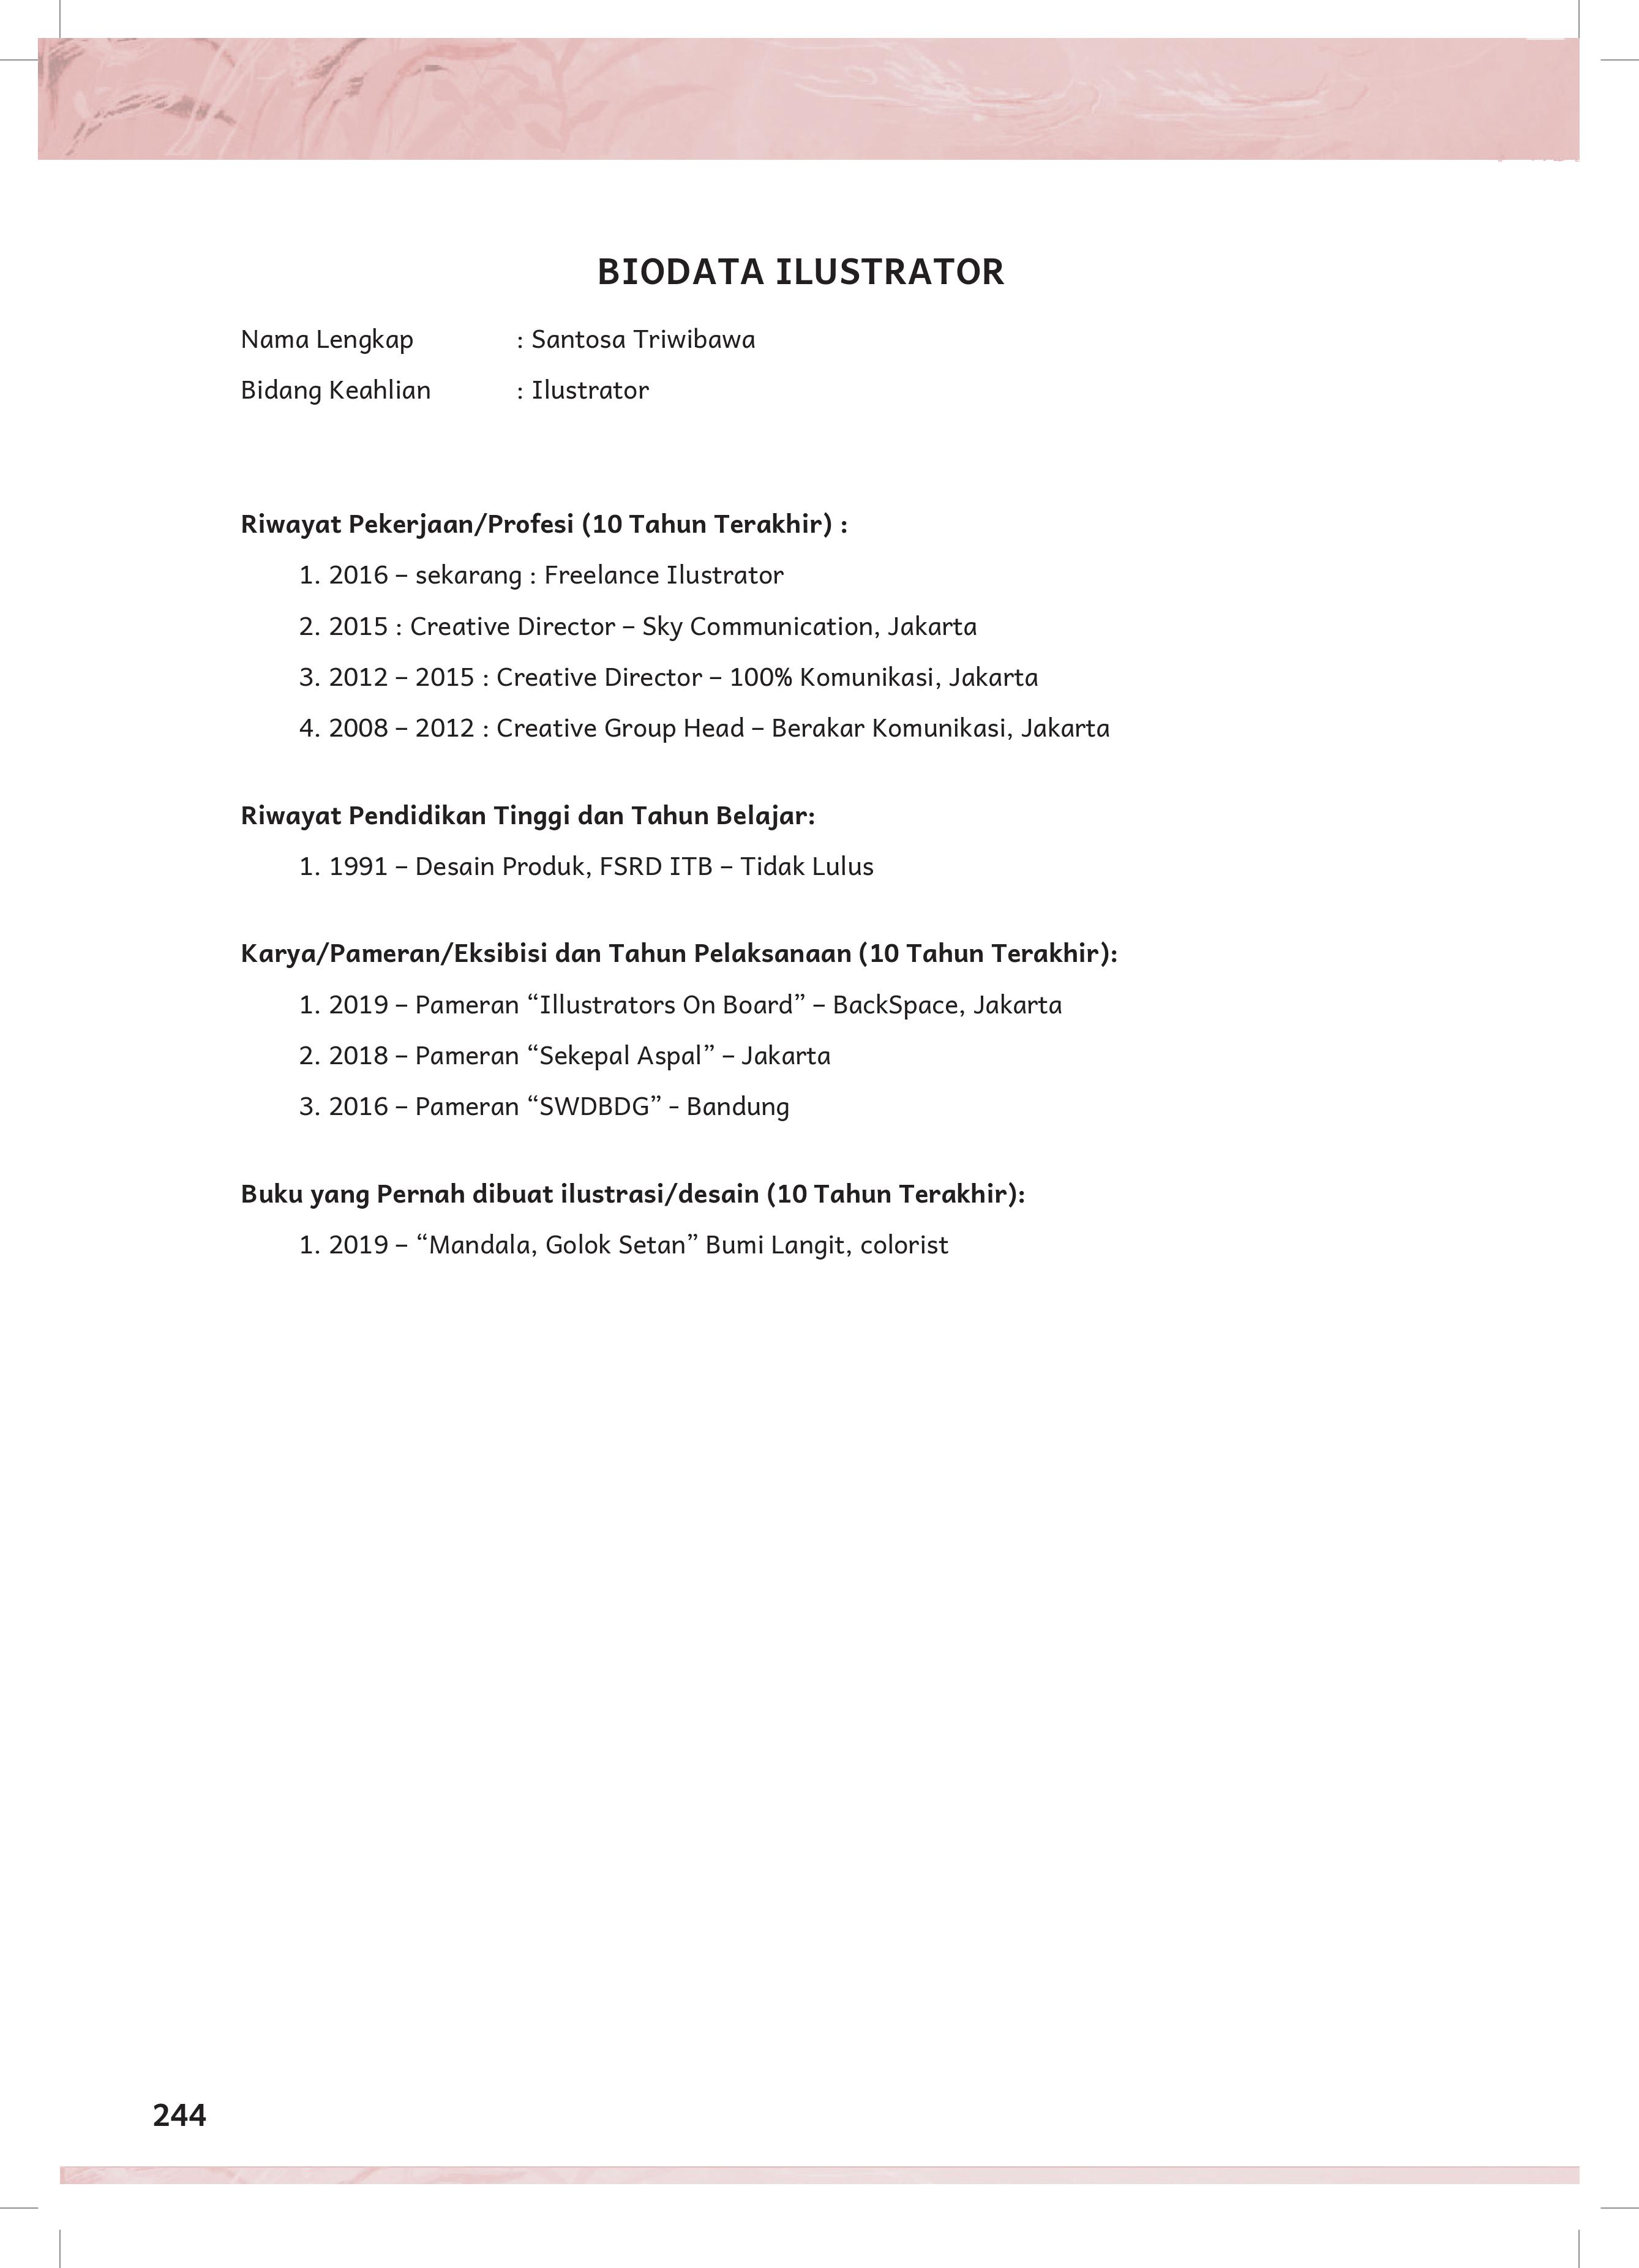 BIODATA ILUSTRATOR
Nama Lengkap : Santosa Triwibawa
Bidang Keahlian : Ilustrator
Riwayat Pekerjaan/Profesi (10 Tahun Terakhir) :
1. 2016 – sekarang : Freelance Ilustrator
2. 2015 : Creative Director – Sky Communication, Jakarta
3. 2012 – 2015 : Creative Director – 100% Komunikasi, Jakarta
4. 2008 – 2012 : Creative Group Head – Berakar Komunikasi, Jakarta
Riwayat Pendidikan Tinggi dan Tahun Belajar:
1. 1991 – Desain Produk, FSRD ITB – Tidak Lulus
Karya/Pameran/Eksibisi dan Tahun Pelaksanaan (10 Tahun Terakhir):
1. 2019 – Pameran “Illustrators On Board” – BackSpace, Jakarta
2. 2018 – Pameran “Sekepal Aspal” – Jakarta
3. 2016 – Pameran “SWDBDG” - Bandung
Buku yang Pernah dibuat ilustrasi/desain (10 Tahun Terakhir):
1. 2019 – “Mandala, Golok Setan” Bumi Langit, colorist
244